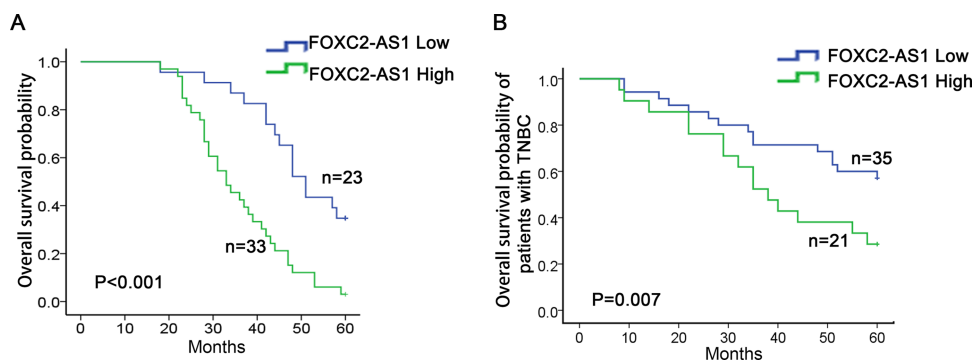 A
FOXC2-AS1 Low
FOXC2-AS1 High
Overall survival probability
1.0
0.8
0.6
0.4
0.2
0.0
n=23
n=33
P<0.001
0 10 20 30 40 50 60
Months
B
FOXC2-AS1 Low
FOXC2-AS1 High
Overall survival probability of
patients with TNBC
1.0
0.8
0.6
0.4
0.2
0.0
n=35
n=21
P=0.007
0 10 20 30 40 50 60
Months